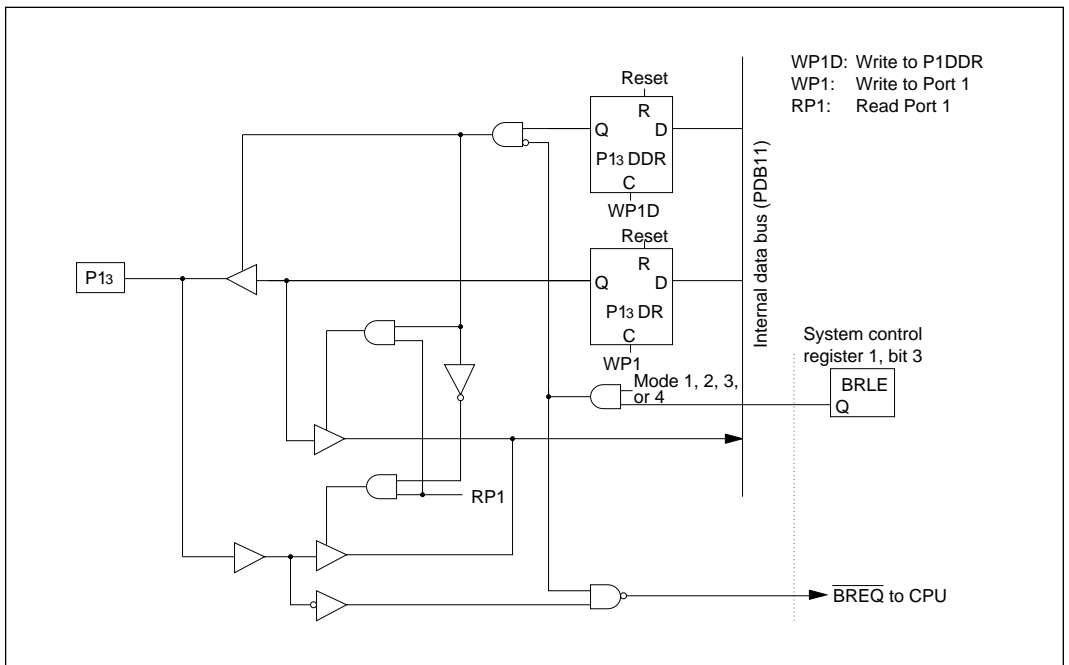 WP1D: Write to P1DDR
WP1: Write to Port 1
RP1: Read Port 1
Reset
R
Q
D
P13 DDR
C
WP1D
Reset
R
Q
D
P13 DR
C
WP1
P13
Internal data bus (PDB11)
System control
register 1, bit 3
BRLE
Q
Mode 1, 2, 3,
or 4
RP1
BREQ to CPU